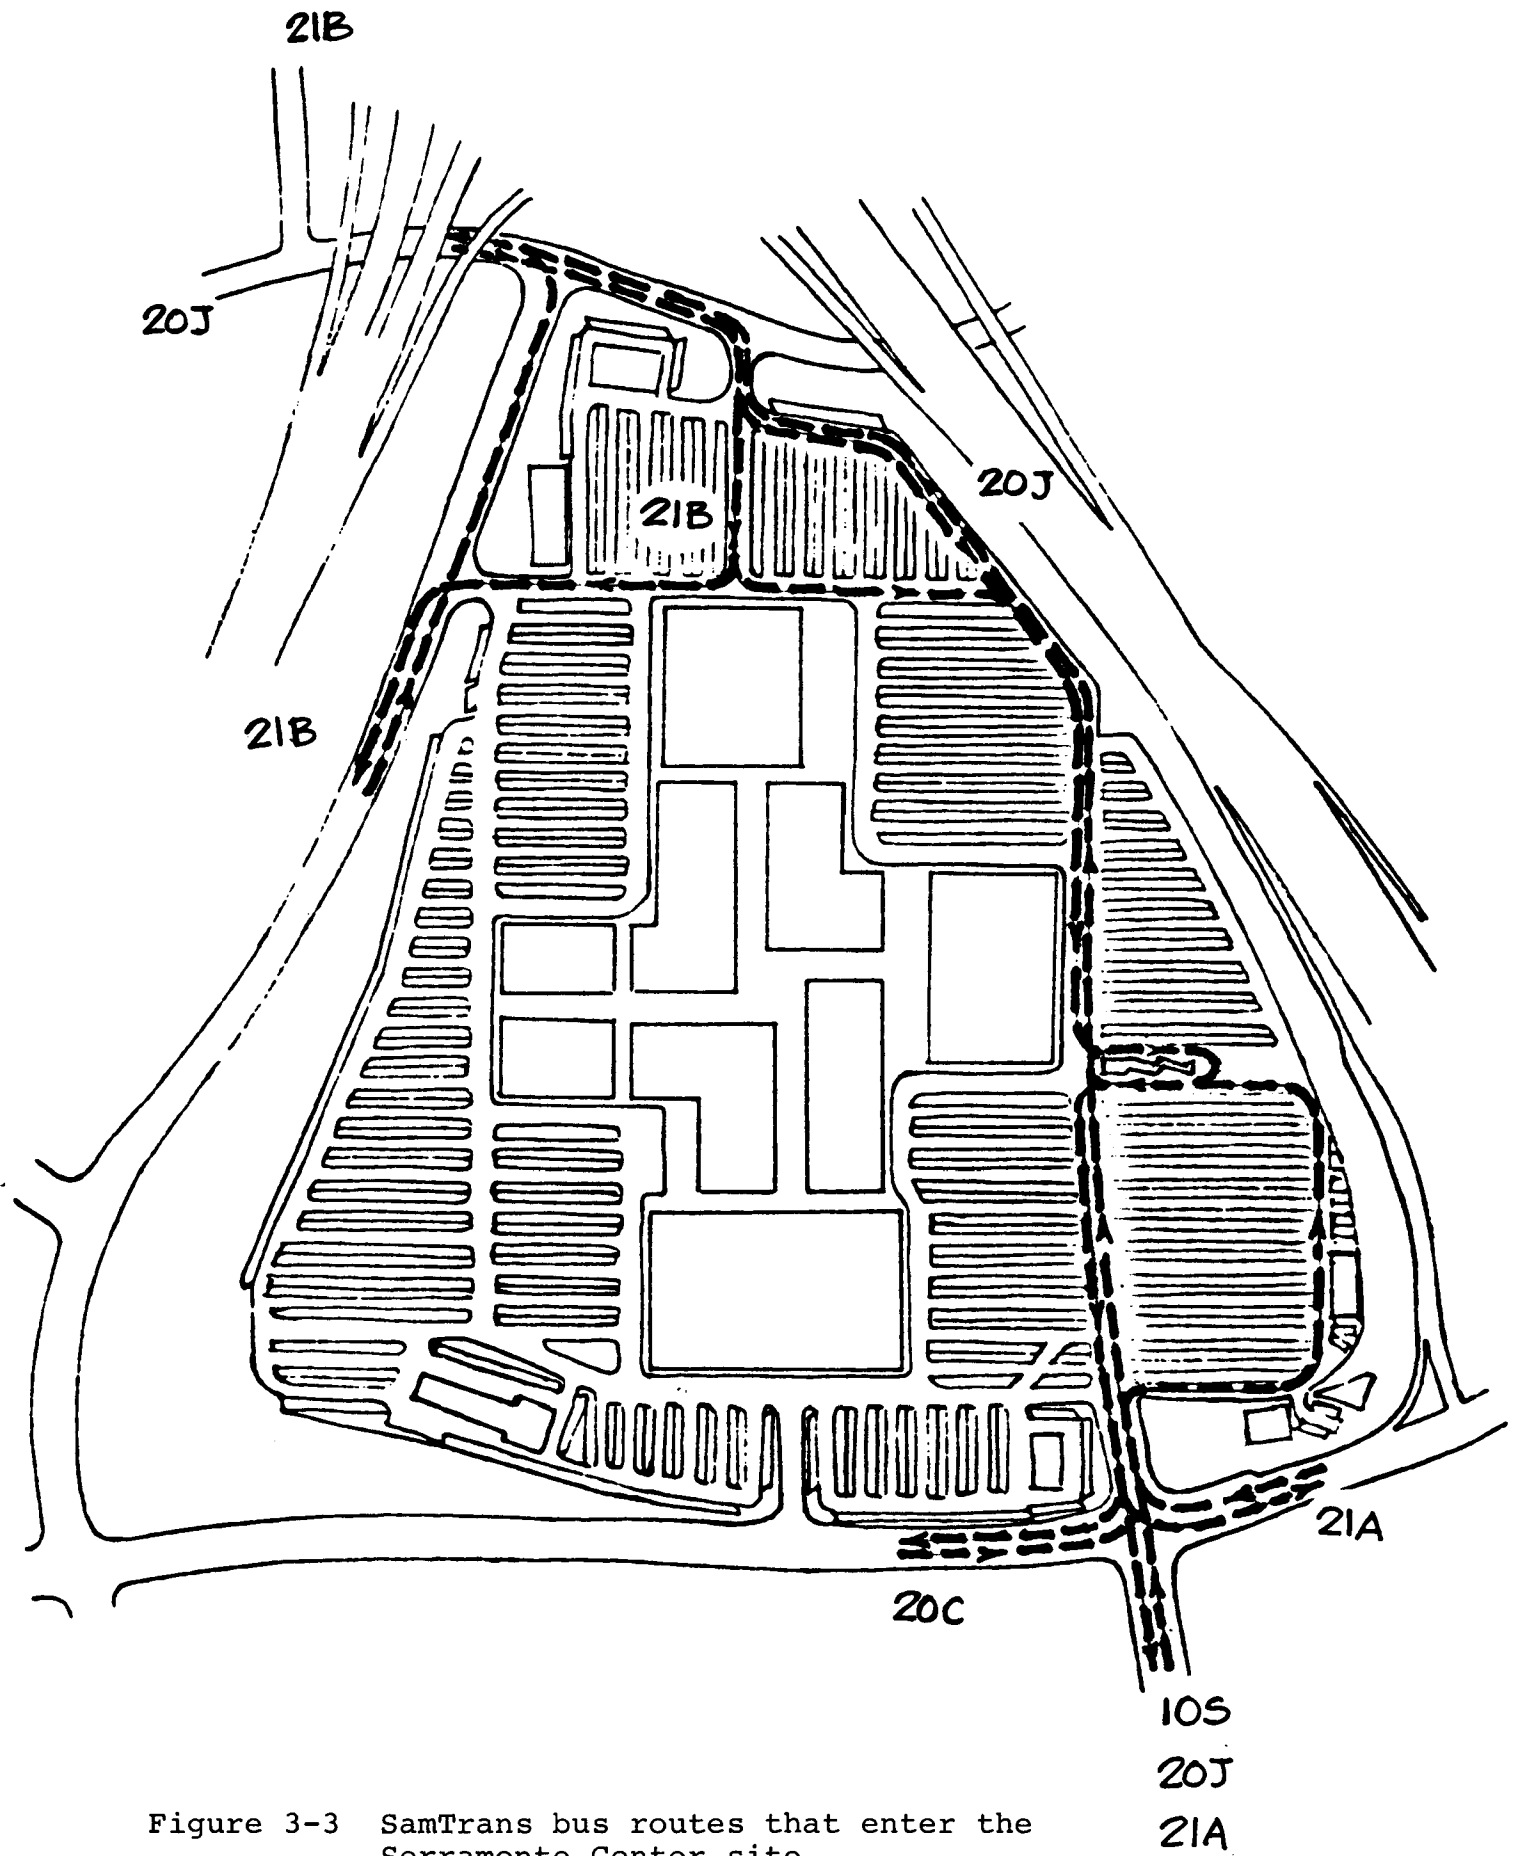 21B
20J
20J
21B
21B
21A
20C
10S
20J
21A
Figure 3-3 SamTrans bus routes that enter the
Serramonte Center site